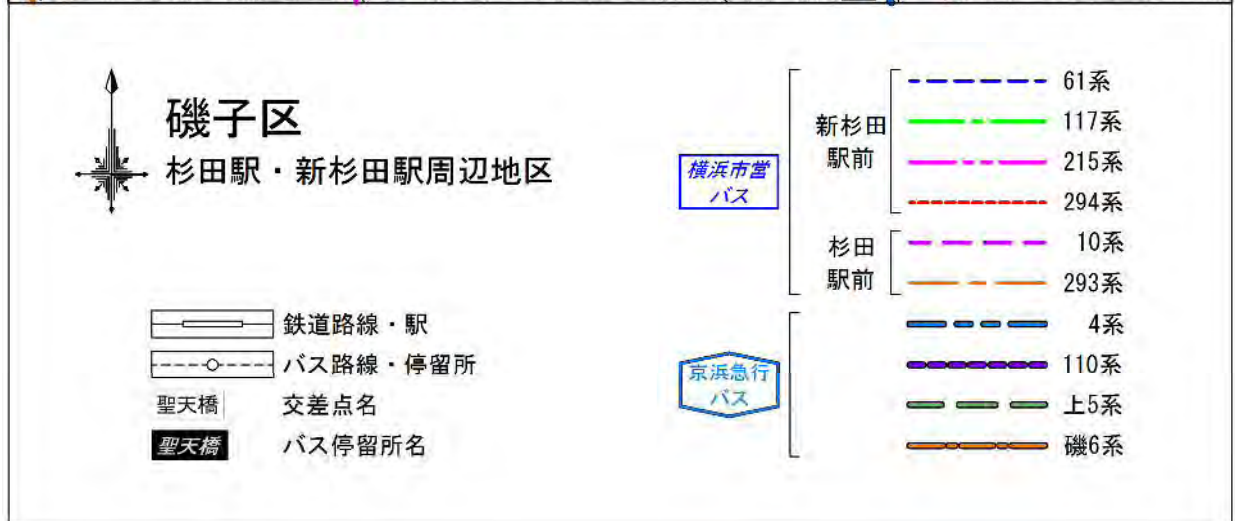 磯子区
杉田駅・新杉田駅周辺地区
鉄道路線・駅
バス路線・停留所
聖天橋 交差点名
聖天橋 バス停留所名
横浜市営
バス
新杉田
駅前
61系
117系
215系
294系
杉田
駅前
10系
293系
京浜急行
バス
4系
110系
上5系
磯6系